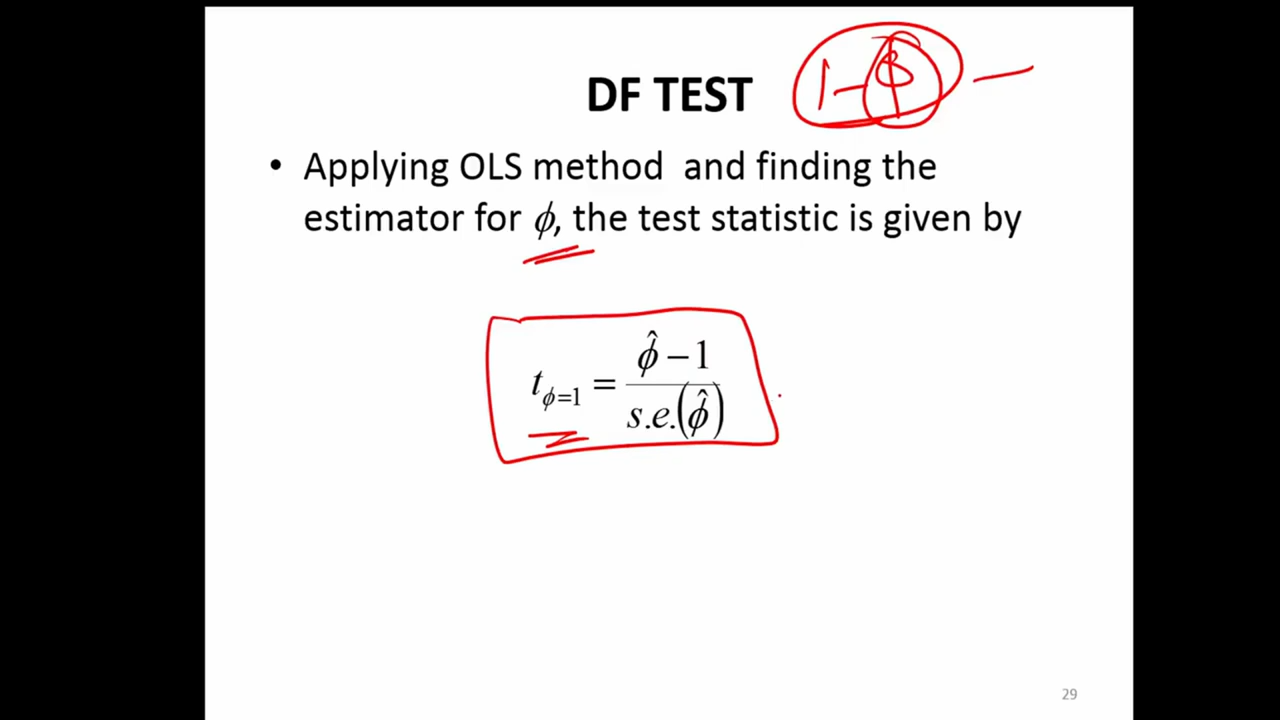 DF TEST
• Applying OLS method and finding the
estimator for ϕ, the test statistic is given by
t_{ϕ=1} = (ϕ̂ − 1) / s.e.(ϕ̂)
29